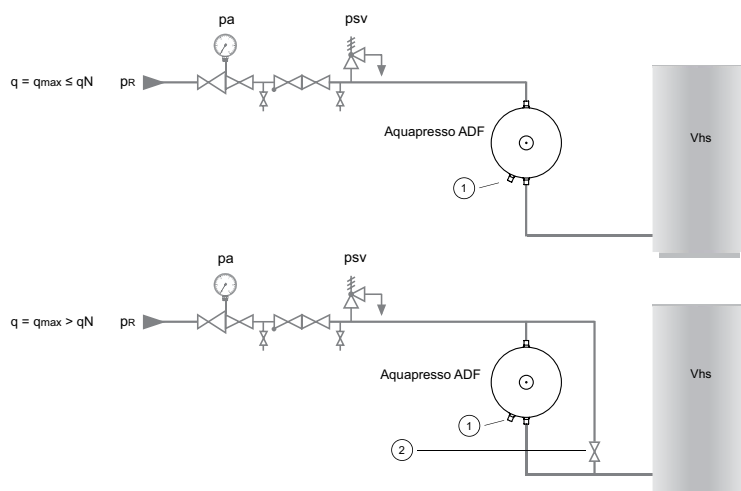 pa
psv
q = qmax ≤ qN
pR
Aquapresso ADF
Vhs
1
pa
psv
q = qmax > qN
pR
Aquapresso ADF
Vhs
1
2